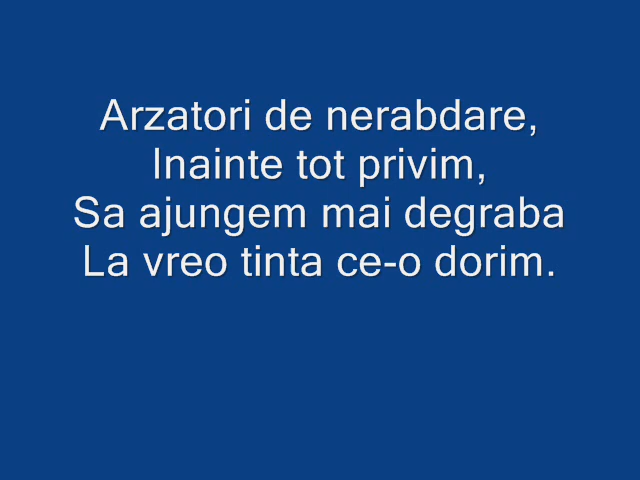 Arzatori de nerabdare,
Inainte tot privim,
Sa ajungem mai degraba
La vreo tinta ce-o dorim.